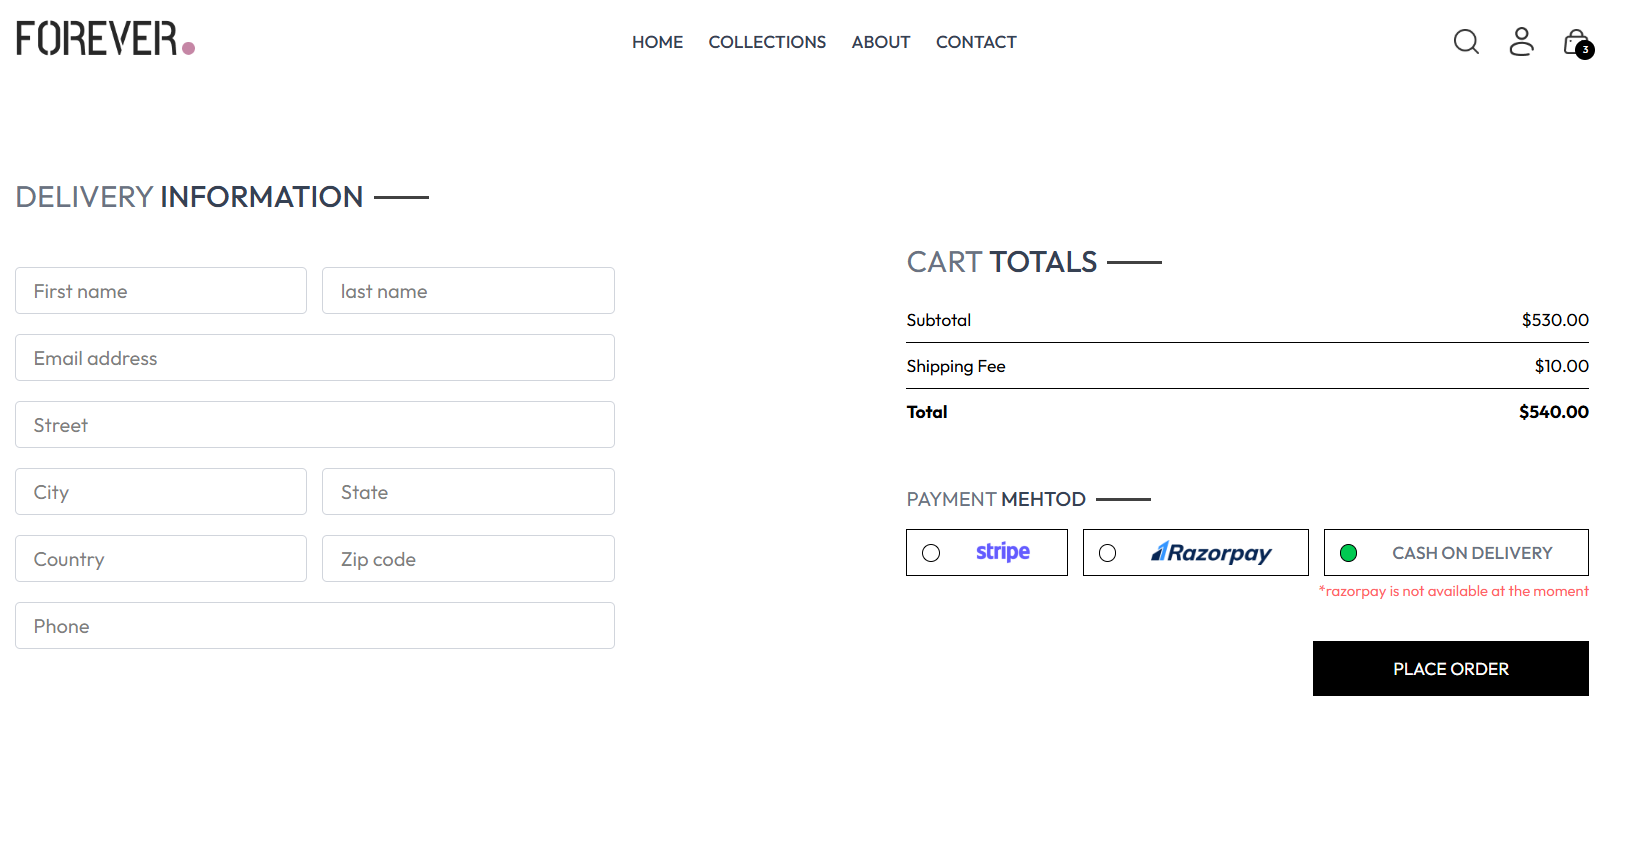 FOREVER.
HOME COLLECTIONS ABOUT CONTACT
3
DELIVERY INFORMATION
First name last name
Email address
Street
City State
Country Zip code
Phone
CART TOTALS
Subtotal $530.00
Shipping Fee $10.00
Total $540.00
PAYMENT MEHTOD
stripe Razorpay CASH ON DELIVERY
*razorpay is not available at the moment
PLACE ORDER